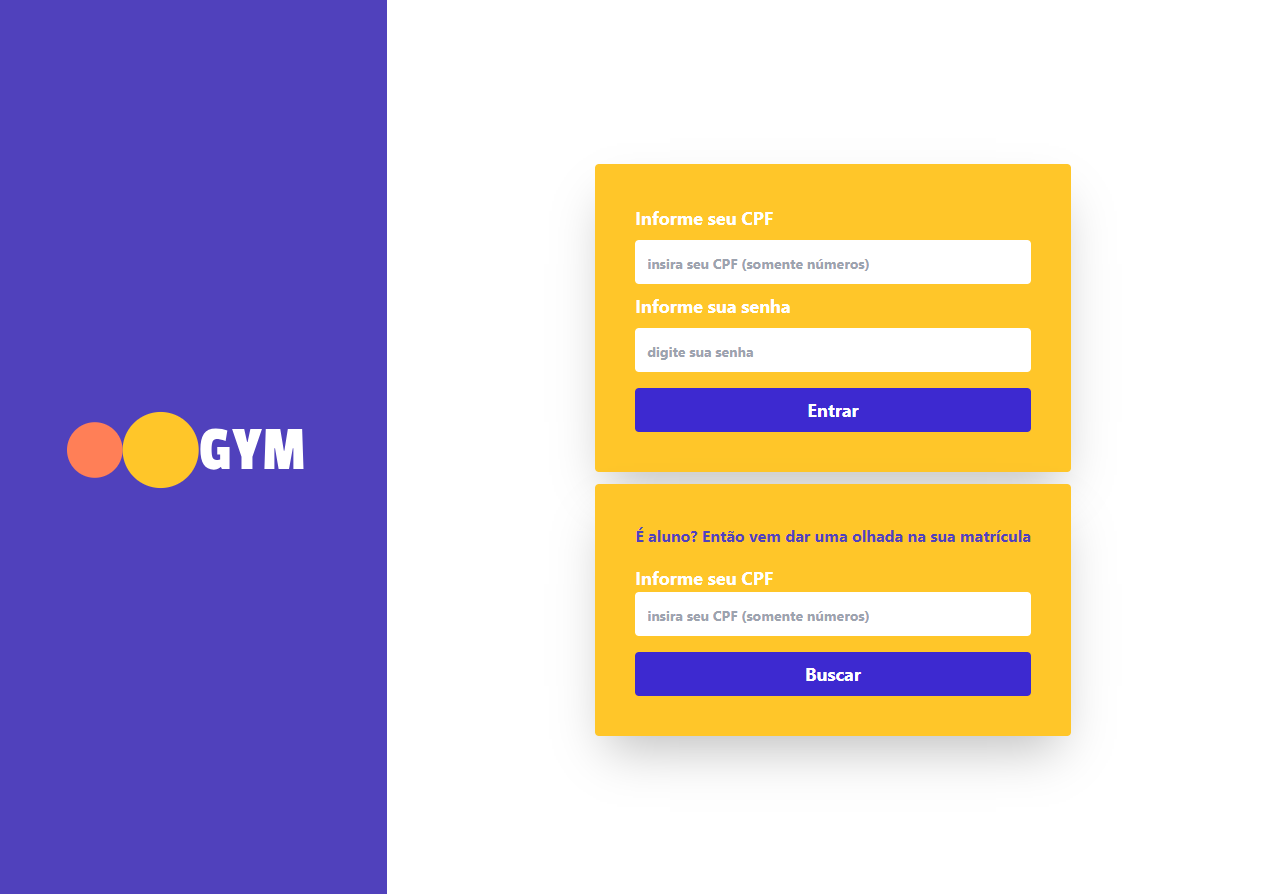 GYM
Informe seu CPF
insira seu CPF (somente números)
Informe sua senha
digite sua senha
Entrar
É aluno? Então vem dar uma olhada na sua matrícula
Informe seu CPF
insira seu CPF (somente números)
Buscar